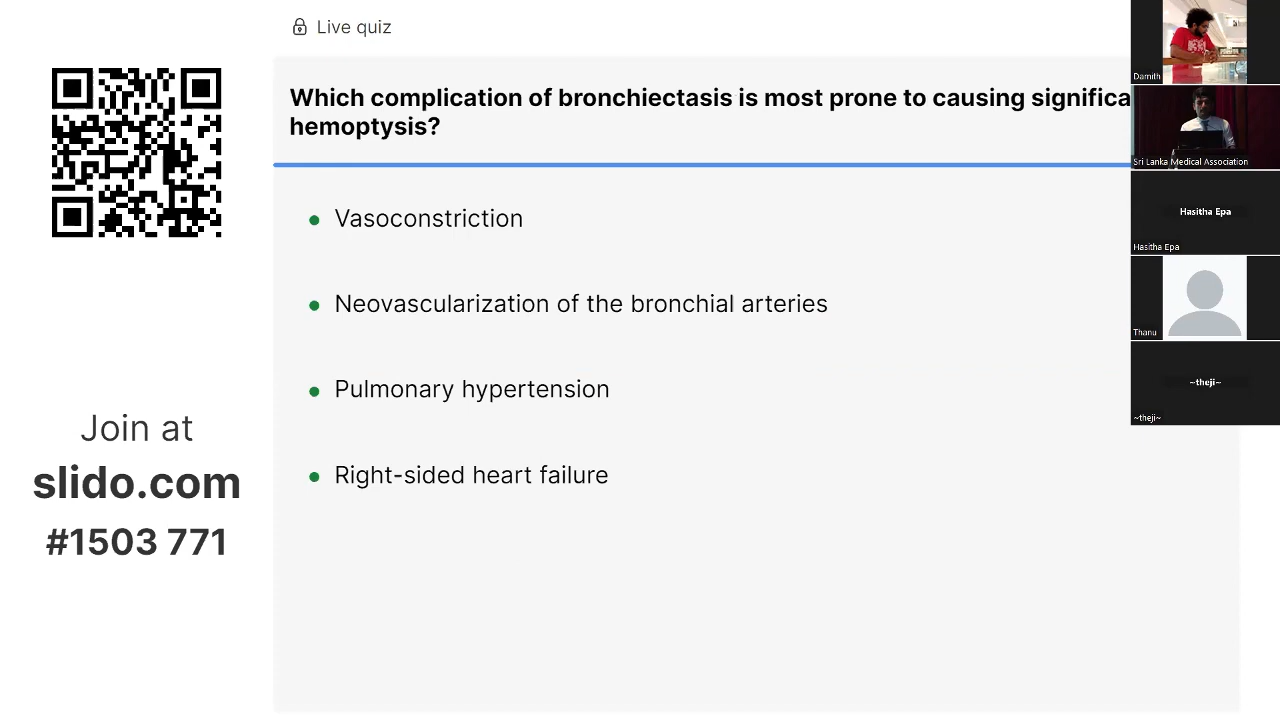 Live quiz
Which complication of bronchiectasis is most prone to causing significa
hemoptysis?
Vasoconstriction
Neovascularization of the bronchial arteries
Pulmonary hypertension
Right-sided heart failure
Join at
slido.com
#1503 771
Damith
Sri Lanka Medical Association
Hasitha Epa
Hasitha Epa
Thanu
~theji~
~theji~